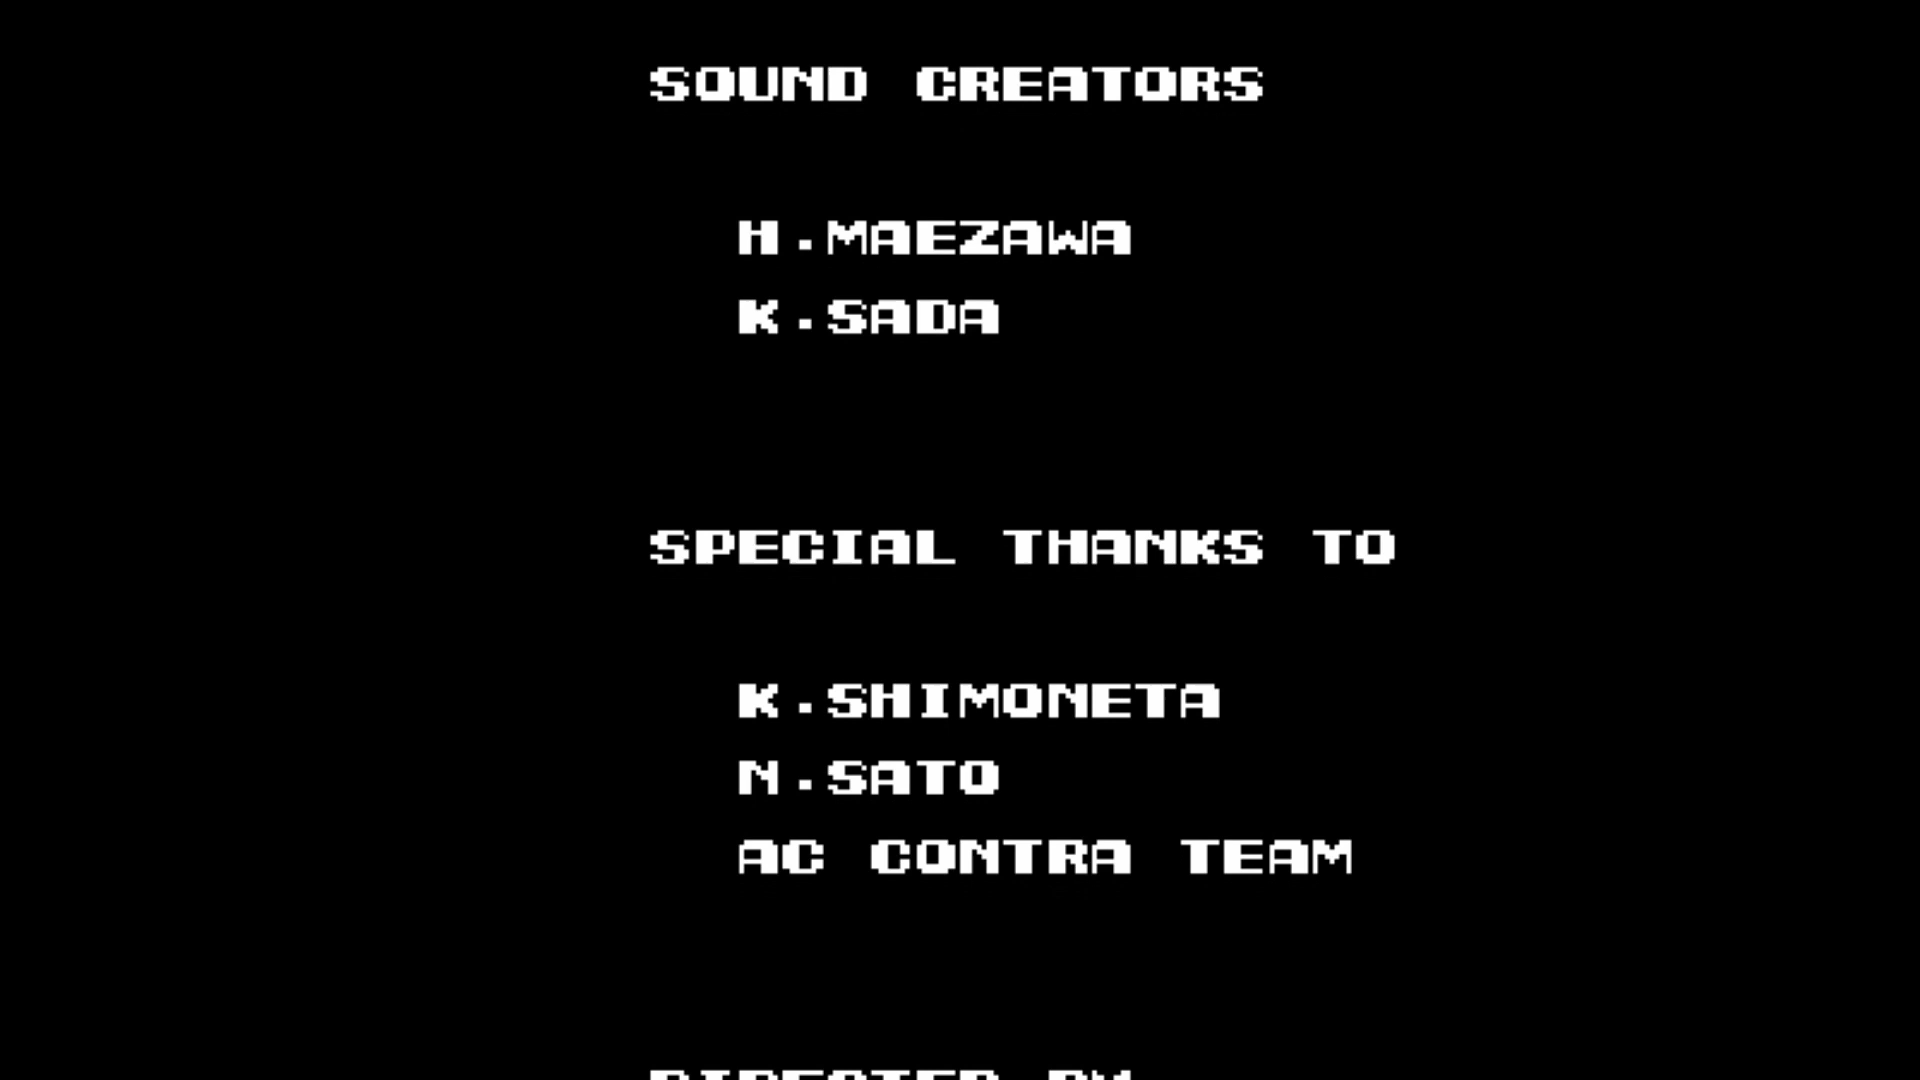 SOUND CREATORS
H.MAEZAWA
K.SADA
SPECIAL THANKS TO
K.SHIMONETA
N.SATO
AC CONTRA TEAM